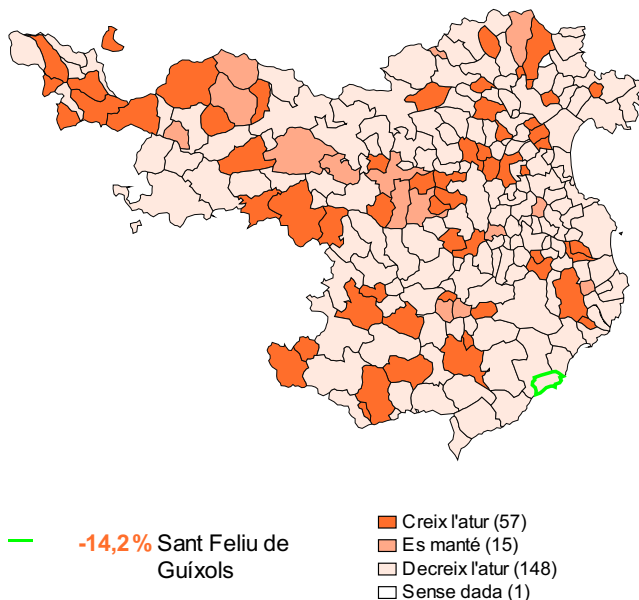 -14,2% Sant Feliu de
Guíxols
Creix l'atur (57)
Es manté (15)
Decreix l'atur (148)
Sense dada (1)